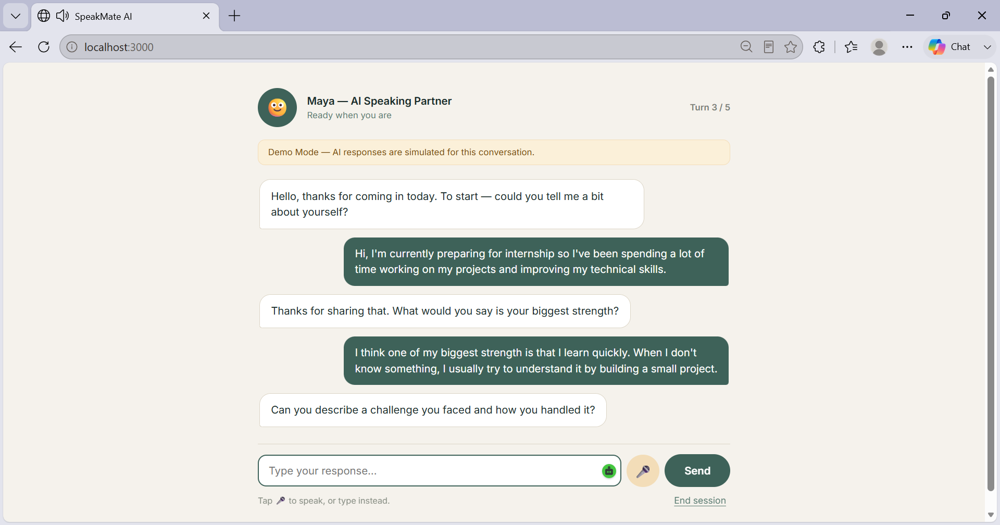 SpeakMate AI
localhost:3000
Chat
Maya — AI Speaking Partner
Ready when you are
Turn 3 / 5
Demo Mode — AI responses are simulated for this conversation.
Hello, thanks for coming in today. To start — could you tell me a bit
about yourself?
Hi, I'm currently preparing for internship so I've been spending a lot of
time working on my projects and improving my technical skills.
Thanks for sharing that. What would you say is your biggest strength?
I think one of my biggest strength is that I learn quickly. When I don't
know something, I usually try to understand it by building a small project.
Can you describe a challenge you faced and how you handled it?
Type your response...
Send
Tap 🎤 to speak, or type instead.
End session